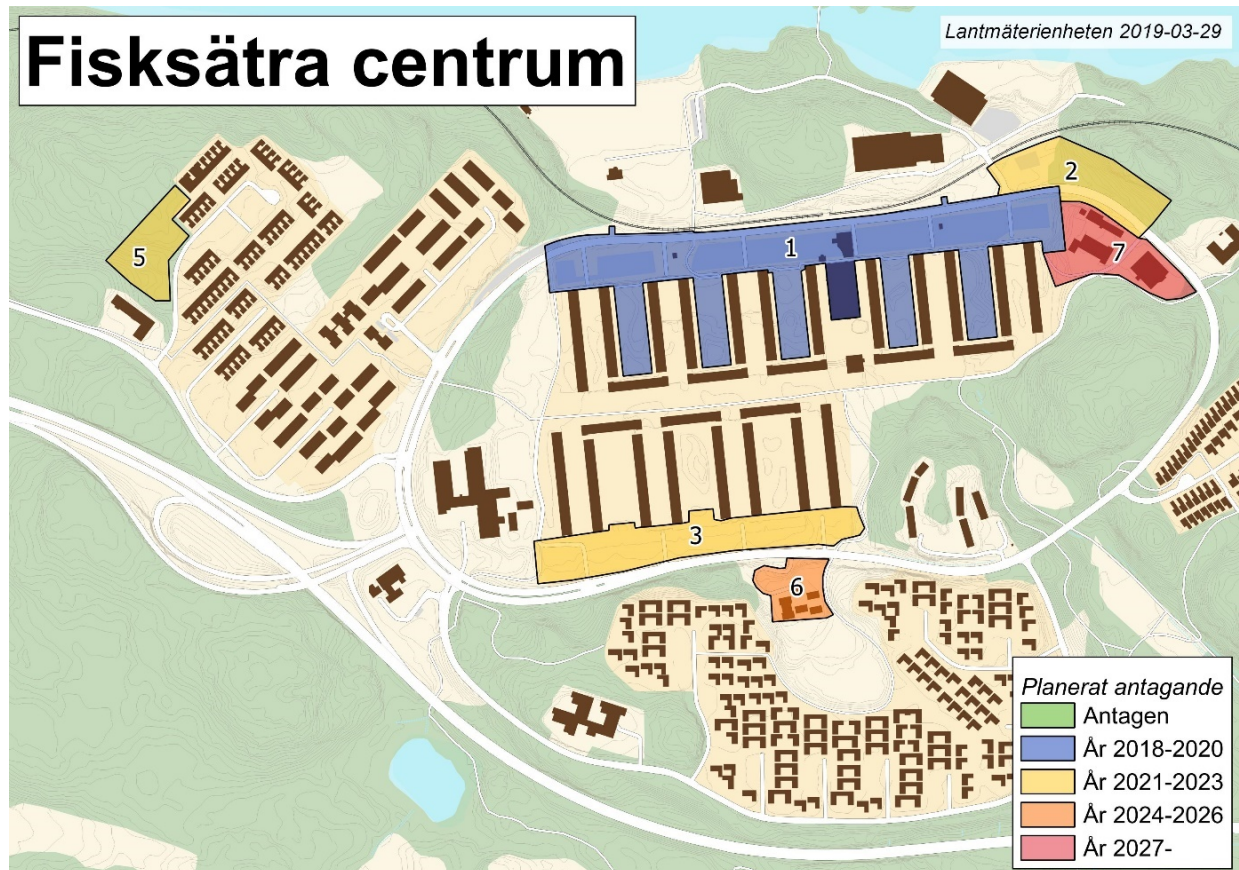 Fisksätra centrum
Lantmäterienheten 2019-03-29
2
5
1
7
3
6
Planerat antagande
Antagen
År 2018-2020
År 2021-2023
År 2024-2026
År 2027-